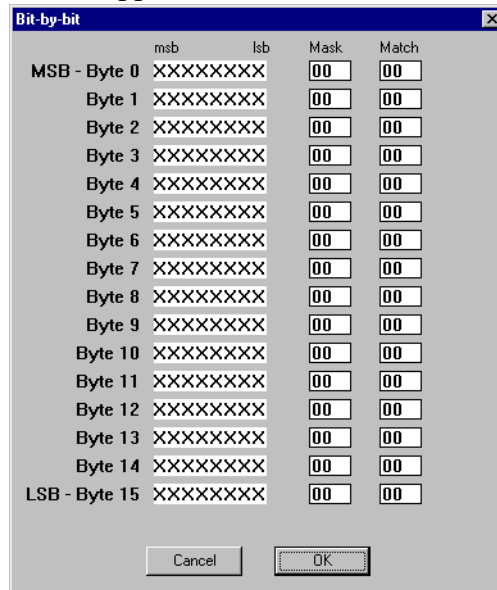 Bit-by-bit
msb lsb Mask Match
MSB - Byte 0 XXXXXXXX 00 00
Byte 1 XXXXXXXX 00 00
Byte 2 XXXXXXXX 00 00
Byte 3 XXXXXXXX 00 00
Byte 4 XXXXXXXX 00 00
Byte 5 XXXXXXXX 00 00
Byte 6 XXXXXXXX 00 00
Byte 7 XXXXXXXX 00 00
Byte 8 XXXXXXXX 00 00
Byte 9 XXXXXXXX 00 00
Byte 10 XXXXXXXX 00 00
Byte 11 XXXXXXXX 00 00
Byte 12 XXXXXXXX 00 00
Byte 13 XXXXXXXX 00 00
Byte 14 XXXXXXXX 00 00
LSB - Byte 15 XXXXXXXX 00 00
Cancel OK